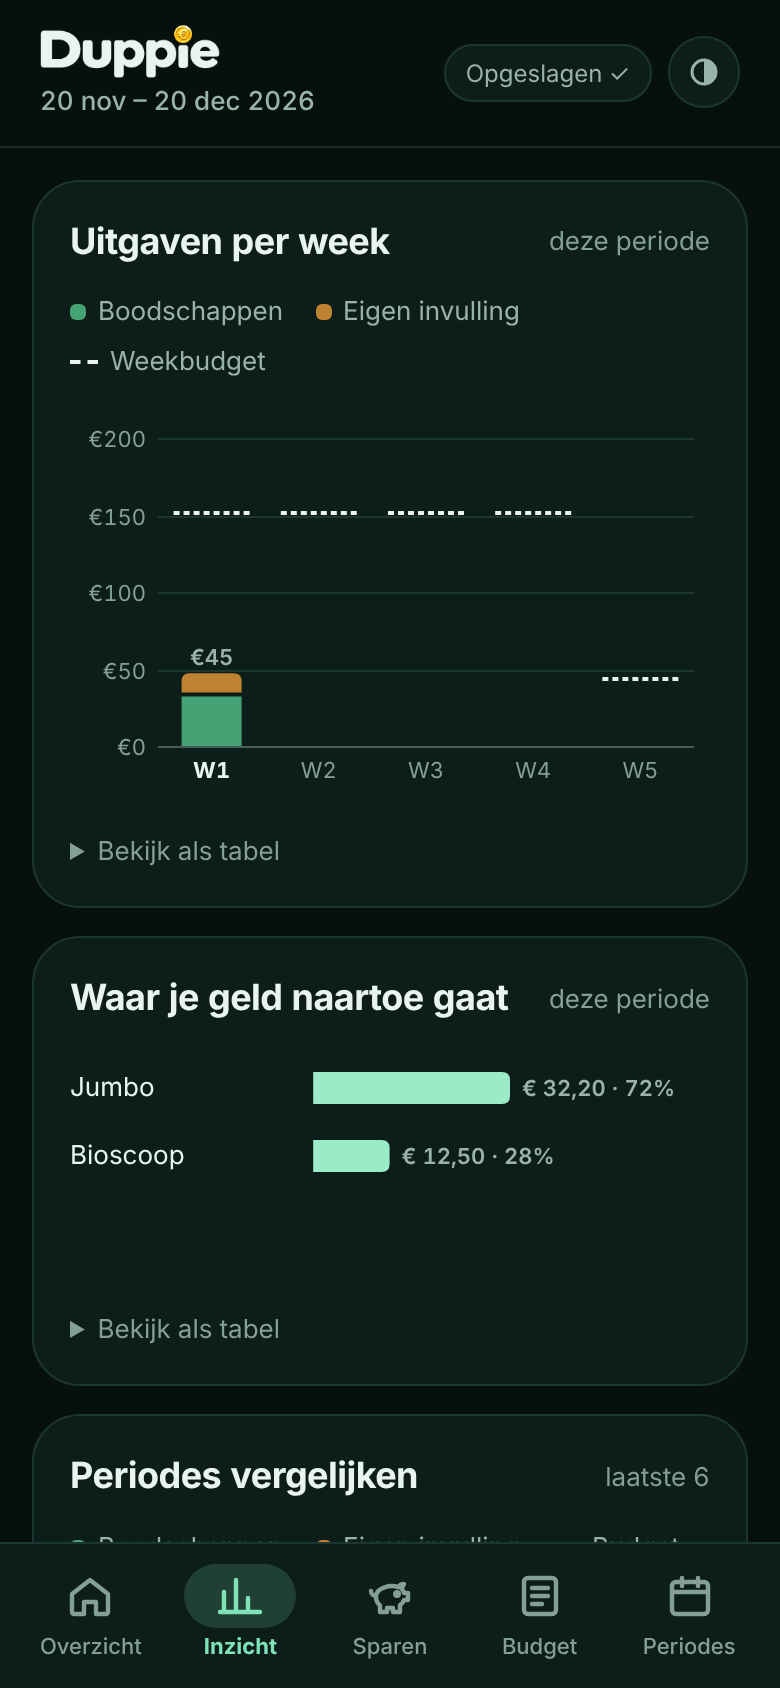 Duppie
20 nov – 20 dec 2026
Opgeslagen ✓
Uitgaven per week
deze periode
Boodschappen
Eigen invulling
Weekbudget
€200
€150
€100
€50
€0
€45
W1
W2
W3
W4
W5
▶ Bekijk als tabel
Waar je geld naartoe gaat
deze periode
Jumbo
€ 32,20 · 72%
Bioscoop
€ 12,50 · 28%
▶ Bekijk als tabel
Periodes vergelijken
laatste 6
Overzicht
Inzicht
Sparen
Budget
Periodes